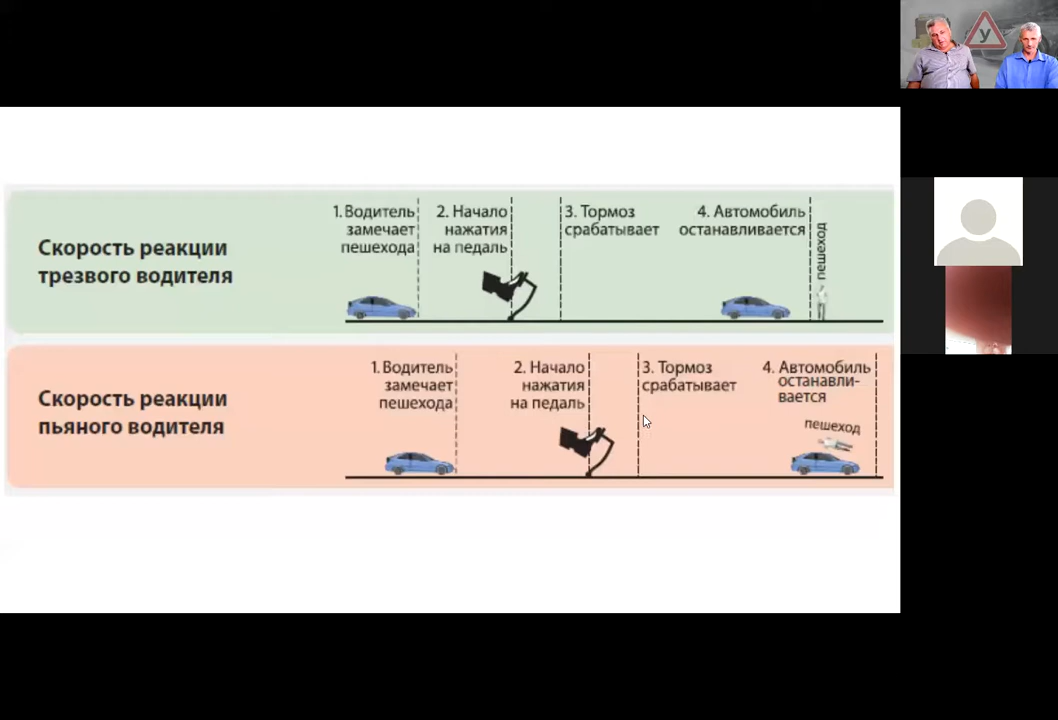 У
Скорость реакции
трезвого водителя
1. Водитель
замечает
пешехода
2. Начало
нажатия
на педаль
3. Тормоз
срабатывает
4. Автомобиль
останавливается
пешеход
Скорость реакции
пьяного водителя
1. Водитель
замечает
пешехода
2. Начало
нажатия
на педаль
3. Тормоз
срабатывает
4. Автомобиль
останавли-
вается
пешеход